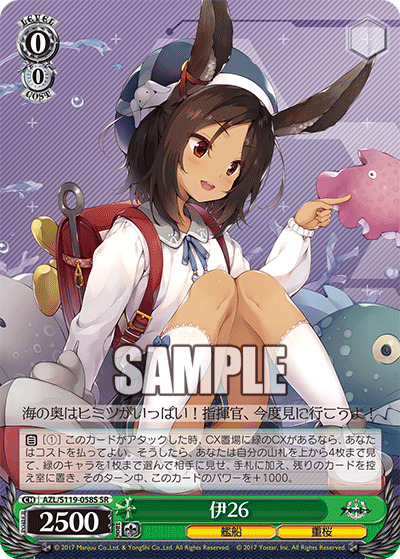 LEVEL
0
0
COST
SAMPLE
海の奥はヒミツがいっぱい！指揮官、今度見に行こうよ！
自【①】このカードがアタックした時、CX置場に緑のCXがあるなら、あなた
はコストを払ってよい。そうしたら、あなたは自分の山札を上から4枚まで見
て、緑のキャラを1枚まで選んで相手に見せ、手札に加え、残りのカードを控
え室に置き、そのターン中、このカードのパワーを＋1000。
CH AZL/S119-058S SR
2500
伊26
艦船
重桜
© 2017 Manjuu Co.,Ltd. & YongShi Co.,Ltd. All Rights Reserved. © 2017 Yostar, Inc. All Rights Reserved.